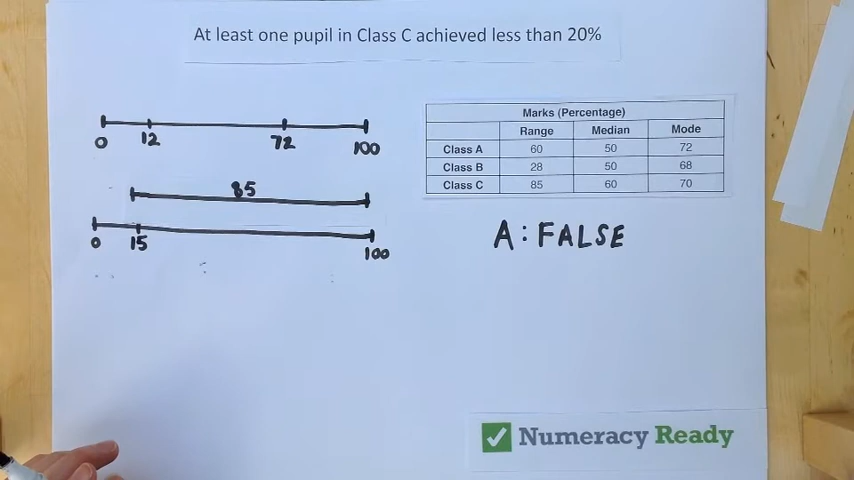 At least one pupil in Class C achieved less than 20%
0 12 72 100
85
0 15 100
Marks (Percentage)
Range Median Mode
Class A 60 50 72
Class B 28 50 68
Class C 85 60 70
A: FALSE
Numeracy Ready